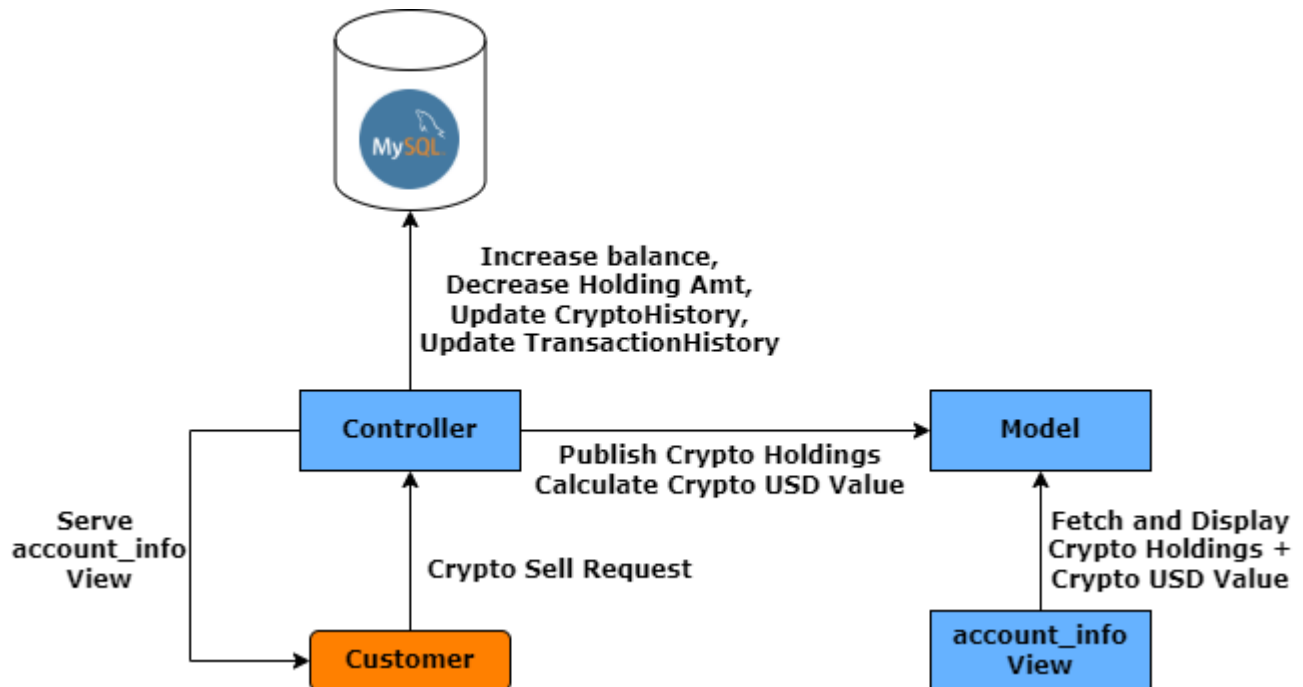 MySQL
Increase balance,
Decrease Holding Amt,
Update CryptoHistory,
Update TransactionHistory
Controller
Model
Publish Crypto Holdings
Calculate Crypto USD Value
Serve
account_info
View
Crypto Sell Request
Fetch and Display
Crypto Holdings +
Crypto USD Value
Customer
account_info
View